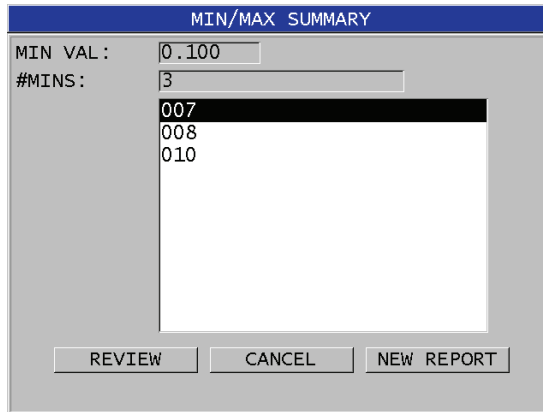 MIN/MAX SUMMARY
MIN VAL: 0.100
#MINS: 3
007
008
010
REVIEW CANCEL NEW REPORT